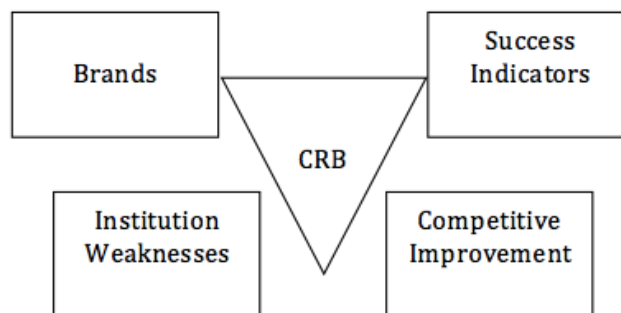 Brands
Success
Indicators
CRB
Institution
Weaknesses
Competitive
Improvement